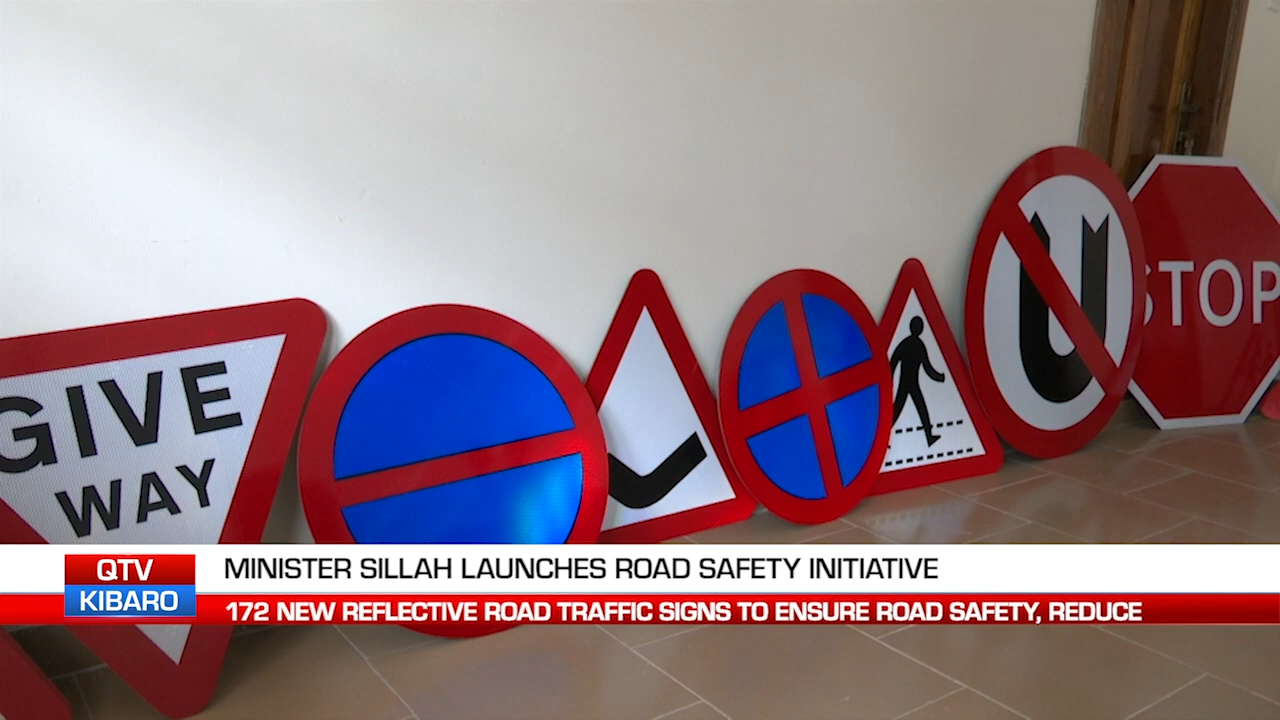 GIVE
WAY
U
STOP
QTV
KIBARO
MINISTER SILLAH LAUNCHES ROAD SAFETY INITIATIVE
172 NEW REFLECTIVE ROAD TRAFFIC SIGNS TO ENSURE ROAD SAFETY, REDUCE